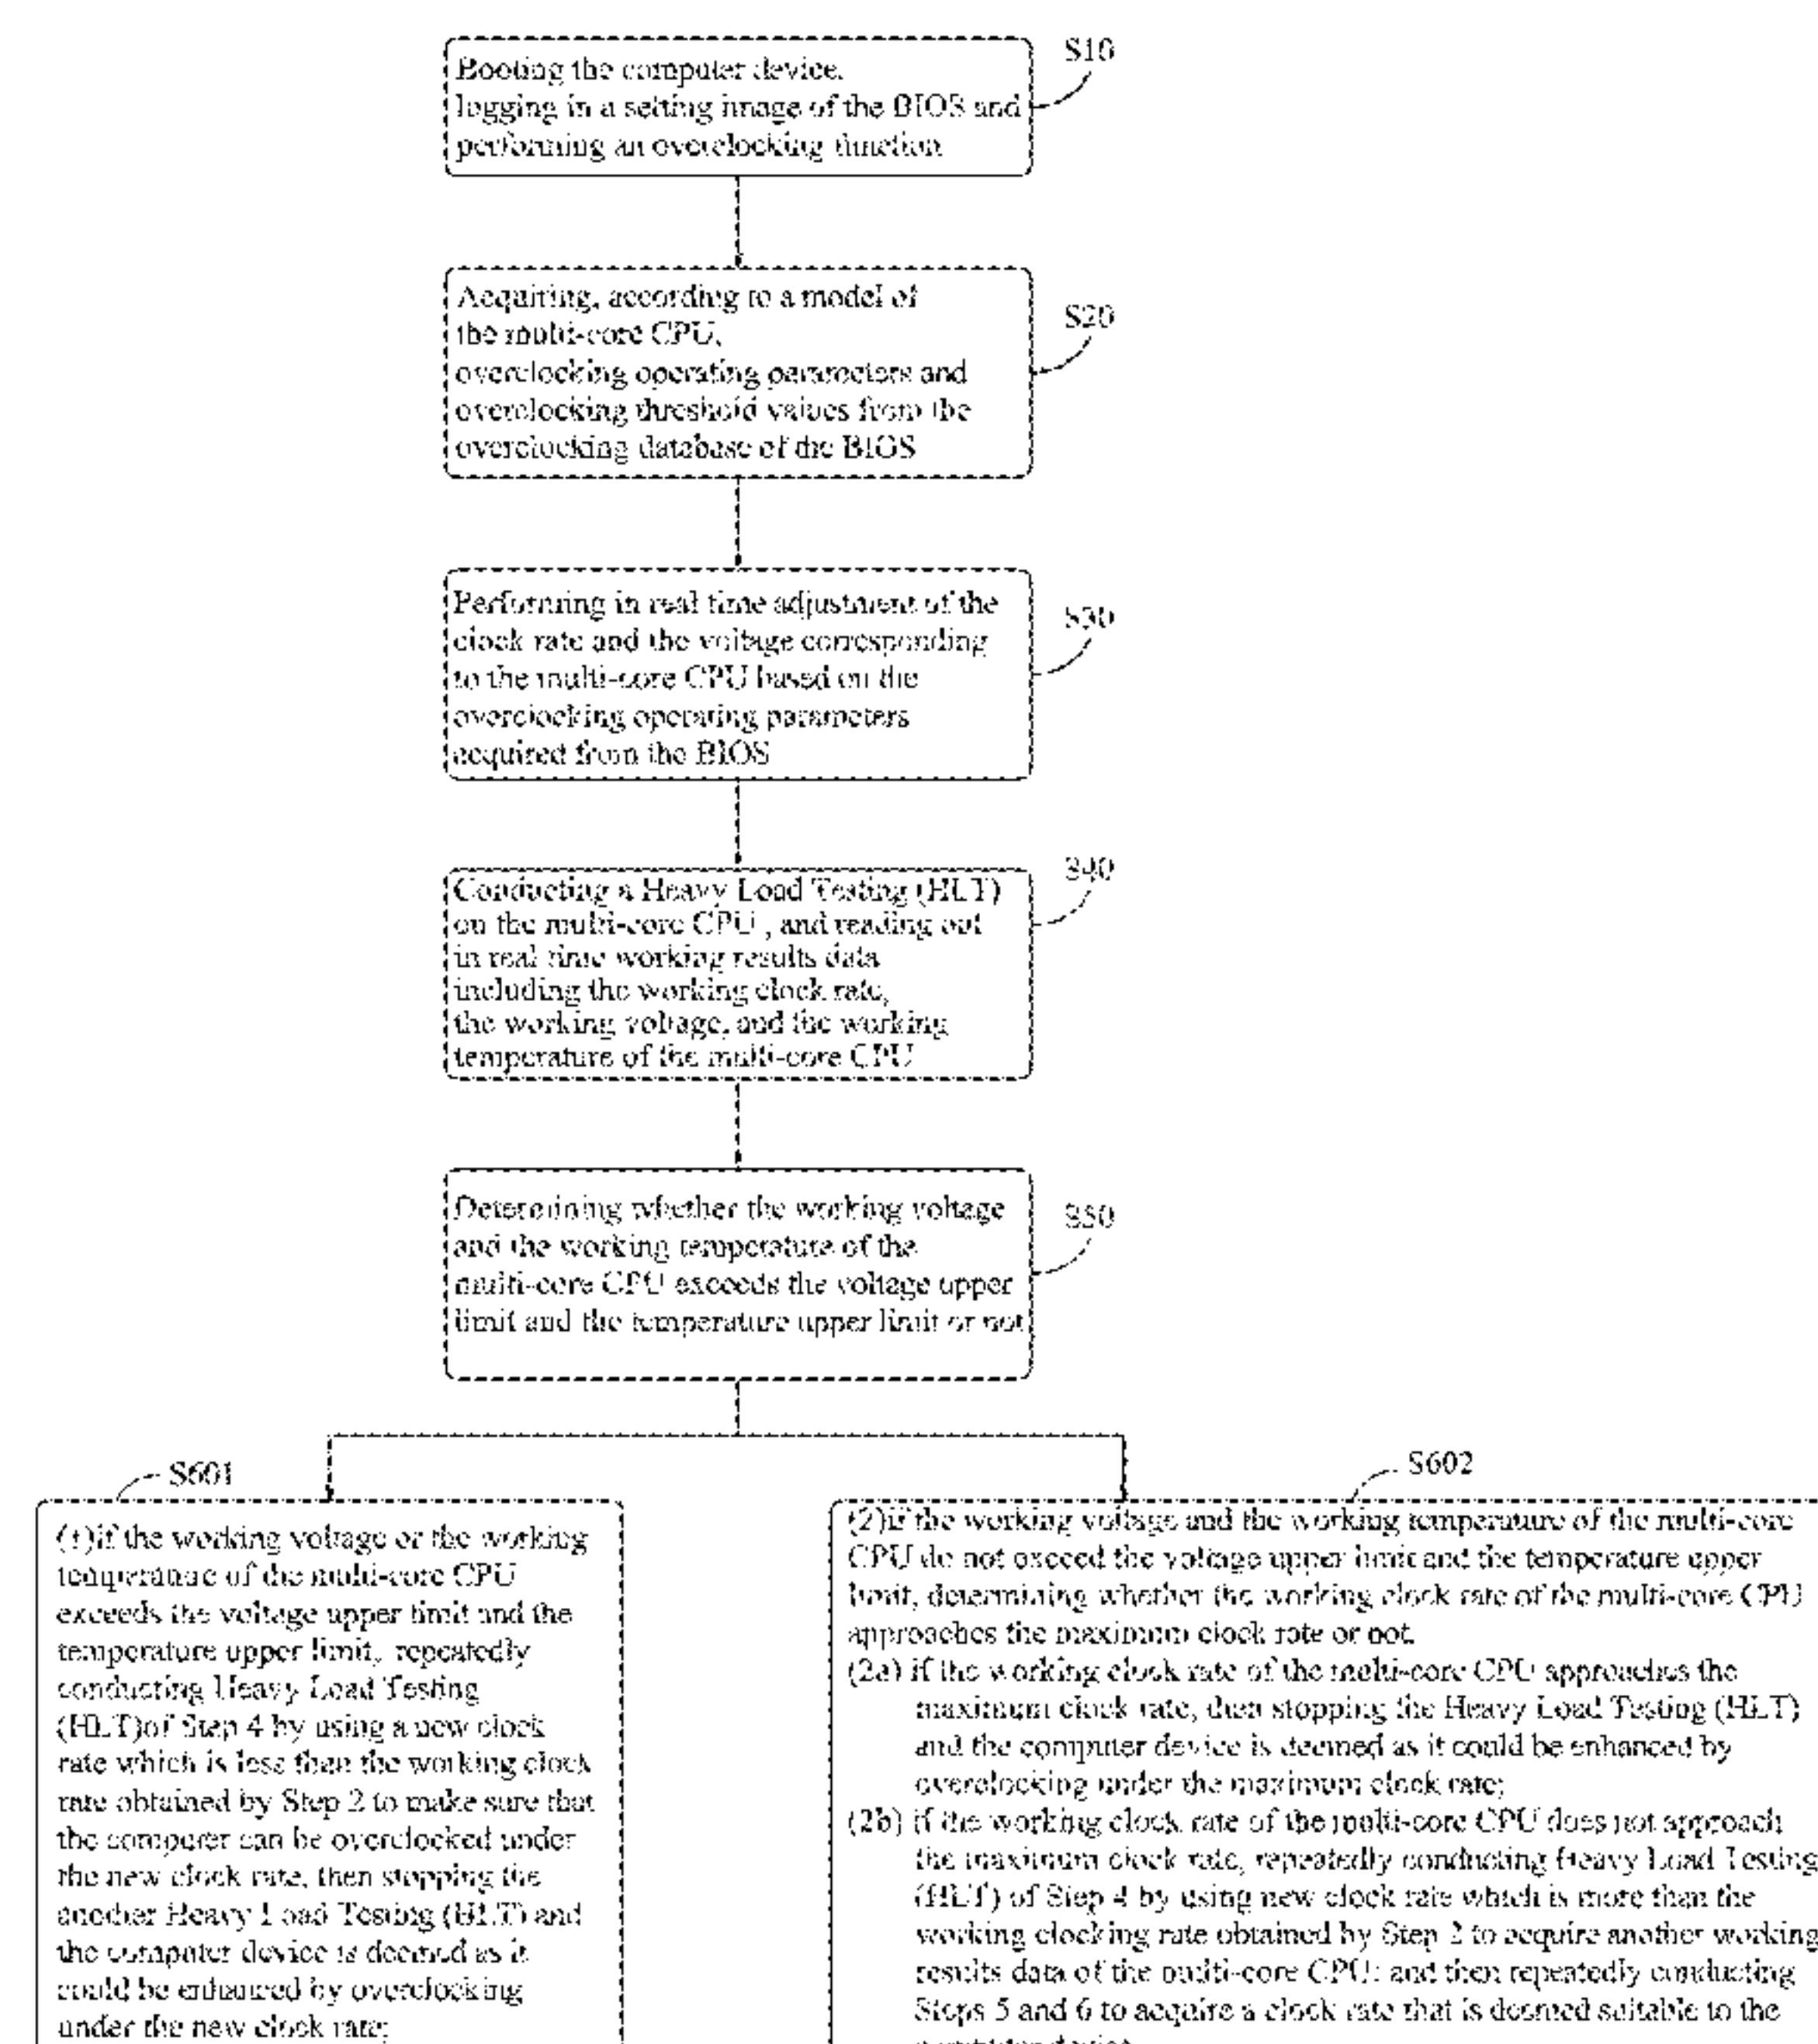 S10
Booting the computer device,
logging in a setting image of the BIOS and
performing an overclocking function
S20
Acquiring, according to a model of
the multi-core CPU,
overclocking operating parameters and
overclocking threshold values from the
overclocking database of the BIOS
S30
Performing in real time adjustment of the
clock rate and the voltage corresponding
to the multi-core CPU based on the
overclocking operating parameters
acquired from the BIOS
S40
Conducting a Heavy Load Testing (HLT)
on the multi-core CPU , and reading out
in real time working results data
including the working clock rate,
the working voltage, and the working
temperature of the multi-core CPU
S50
Determining whether the working voltage
and the working temperature of the
multi-core CPU exceeds the voltage upper
limit and the temperature upper limit or not
S601
(1)if the working voltage or the working
temperature of the multi-core CPU
exceeds the voltage upper limit and the
temperature upper limit, repeatedly
conducting Heavy Load Testing
(HLT)of Step 4 by using a new clock
rate which is less than the working clock
rate obtained by Step 2 to make sure that
the computer can be overclocked under
the new clock rate, then stopping the
another Heavy Load Testing (HLT) and
the computer device is deemed as it
could be enhanced by overclocking
under the new clock rate;
S602
(2)if the working voltage and the working temperature of the multi-core
CPU do not exceed the voltage upper limit and the temperature upper
limit, determining whether the working clock rate of the multi-core CPU
approaches the maximum clock rate or not.
(2a) if the working clock rate of the multi-core CPU approaches the
maximum clock rate, then stopping the Heavy Load Testing (HLT)
and the computer device is deemed as it could be enhanced by
overclocking under the maximum clock rate;
(2b) if the working clock rate of the multi-core CPU does not approach
the maximum clock rate, repeatedly conducting Heavy Load Testing
(HLT) of Step 4 by using new clock rate which is more than the
working clocking rate obtained by Step 2 to acquire another working
results data of the multi-core CPU; and then repeatedly conducting
Steps 5 and 6 to acquire a clock rate that is deemed suitable to the